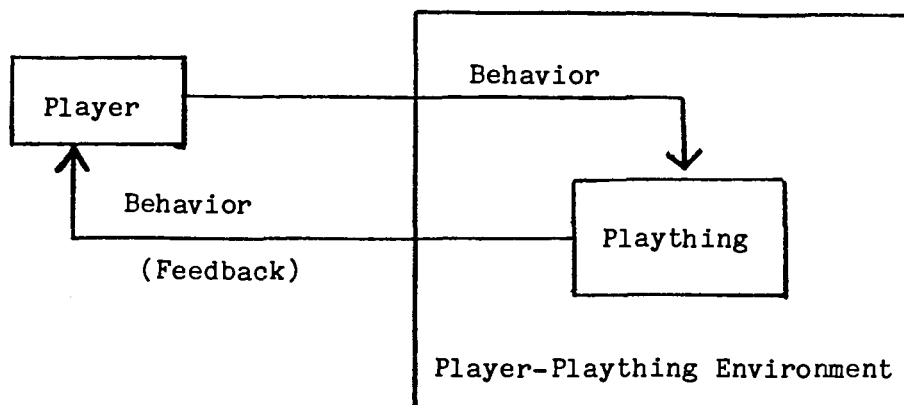 Behavior
Player
Behavior
Plaything
(Feedback)
Player-Plaything Environment